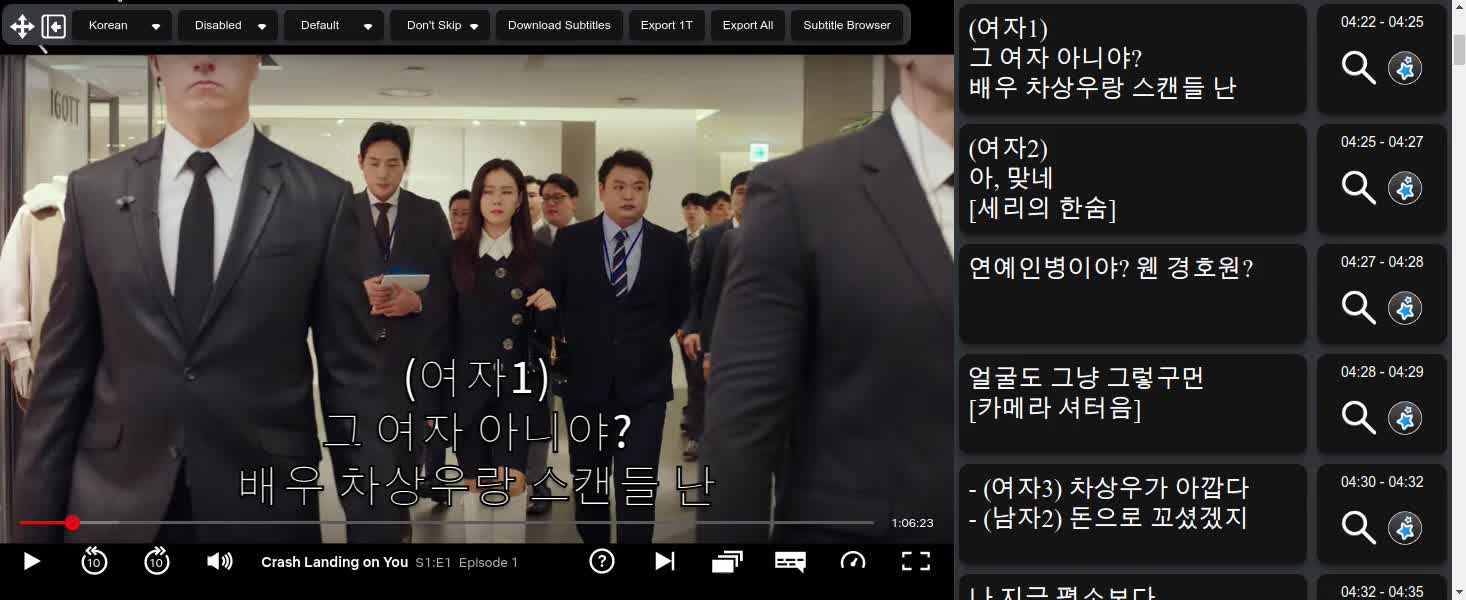 Korean
Disabled
Default
Don't Skip
Download Subtitles
Export 1T
Export All
Subtitle Browser
IGOTT
(여자1)
그 여자 아니야?
배우 차상우랑 스캔들 난
1:06:23
10
10
Crash Landing on You S1:E1 Episode 1
?
(여자1)
그 여자 아니야?
배우 차상우랑 스캔들 난
04:22 - 04:25
(여자2)
아, 맞네
[세리의 한숨]
04:25 - 04:27
연예인병이야? 웬 경호원?
04:27 - 04:28
얼굴도 그냥 그렇구먼
[카메라 셔터음]
04:28 - 04:29
- (여자3) 차상우가 아깝다
- (남자2) 돈으로 꼬셨겠지
04:30 - 04:32
나 지금 평소보다
04:32 - 04:35